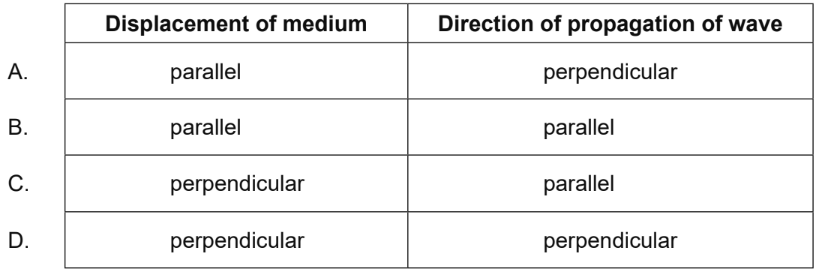 Displacement of medium Direction of propagation of wave
A. parallel perpendicular
B. parallel parallel
C. perpendicular parallel
D. perpendicular perpendicular